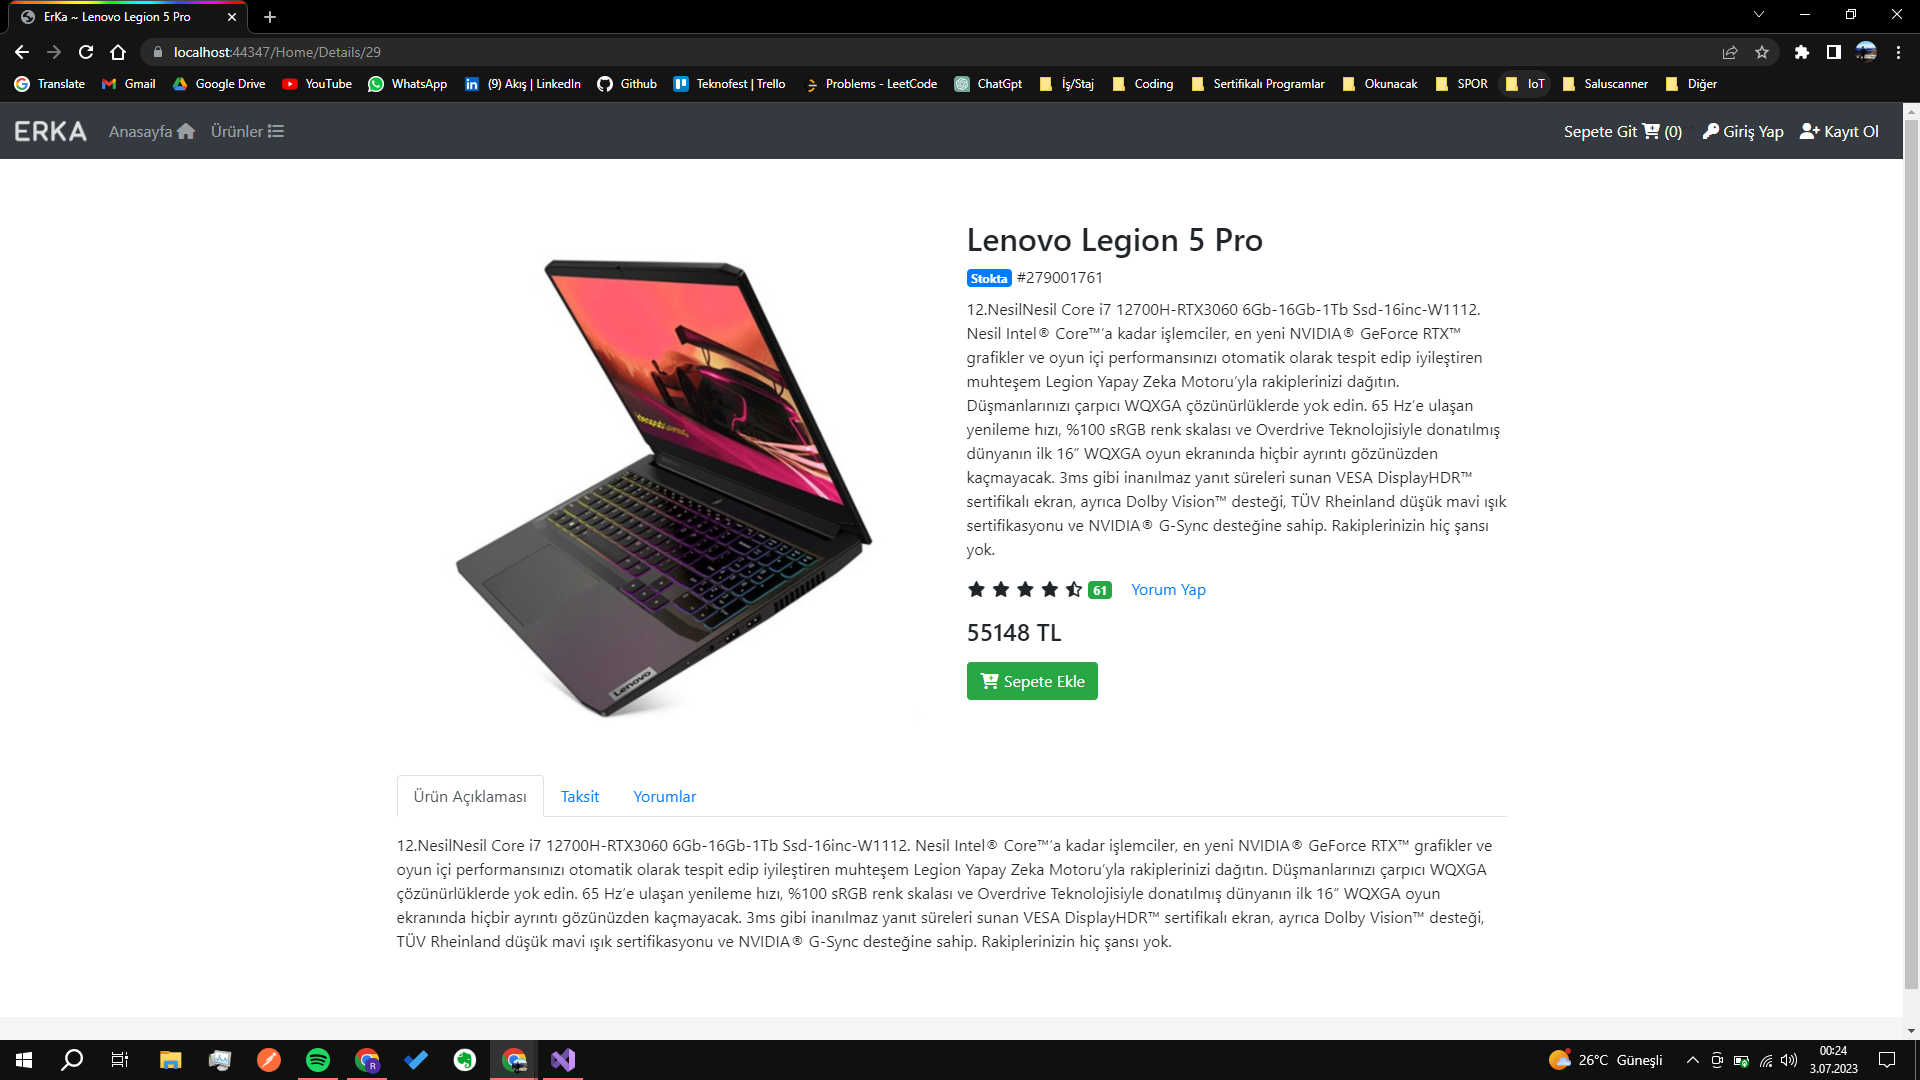 ErKa ~ Lenovo Legion 5 Pro
localhost:44347/Home/Details/29
Translate Gmail Google Drive YouTube WhatsApp (9) Akış | LinkedIn Github Teknofest | Trello Problems - LeetCode ChatGpt İş/Staj Coding Sertifikalı Programlar Okunacak SPOR IoT Saluscanner Diğer
ERKA Anasayfa Ürünler Sepete Git (0) Giriş Yap Kayıt Ol
Lenovo Legion 5 Pro
Stokta #279001761
12.NesilNesil Core i7 12700H-RTX3060 6Gb-16Gb-1Tb Ssd-16inc-W1112.
Nesil Intel® Core™'a kadar işlemciler, en yeni NVIDIA® GeForce RTX™
grafikler ve oyun içi performansınızı otomatik olarak tespit edip iyileştiren
muhteşem Legion Yapay Zeka Motoru'yla rakiplerinizi dağıtın.
Düşmanlarınızı çarpıcı WQXGA çözünürlüklerde yok edin. 65 Hz'e ulaşan
yenileme hızı, %100 sRGB renk skalası ve Overdrive Teknolojisiyle donatılmış
dünyanın ilk 16” WQXGA oyun ekranında hiçbir ayrıntı gözünüzden
kaçmayacak. 3ms gibi inanılmaz yanıt süreleri sunan VESA DisplayHDR™
sertifikalı ekran, ayrıca Dolby Vision™ desteği, TÜV Rheinland düşük mavi ışık
sertifikasyonu ve NVIDIA® G-Sync desteğine sahip. Rakiplerinizin hiç şansı
yok.
61 Yorum Yap
55148 TL
Sepete Ekle
Lenovo
Ürün Açıklaması Taksit Yorumlar
12.NesilNesil Core i7 12700H-RTX3060 6Gb-16Gb-1Tb Ssd-16inc-W1112. Nesil Intel® Core™'a kadar işlemciler, en yeni NVIDIA® GeForce RTX™ grafikler ve
oyun içi performansınızı otomatik olarak tespit edip iyileştiren muhteşem Legion Yapay Zeka Motoru'yla rakiplerinizi dağıtın. Düşmanlarınızı çarpıcı WQXGA
çözünürlüklerde yok edin. 65 Hz'e ulaşan yenileme hızı, %100 sRGB renk skalası ve Overdrive Teknolojisiyle donatılmış dünyanın ilk 16” WQXGA oyun
ekranında hiçbir ayrıntı gözünüzden kaçmayacak. 3ms gibi inanılmaz yanıt süreleri sunan VESA DisplayHDR™ sertifikalı ekran, ayrıca Dolby Vision™ desteği,
TÜV Rheinland düşük mavi ışık sertifikasyonu ve NVIDIA® G-Sync desteğine sahip. Rakiplerinizin hiç şansı yok.
26°C Güneşli
00:24
3.07.2023